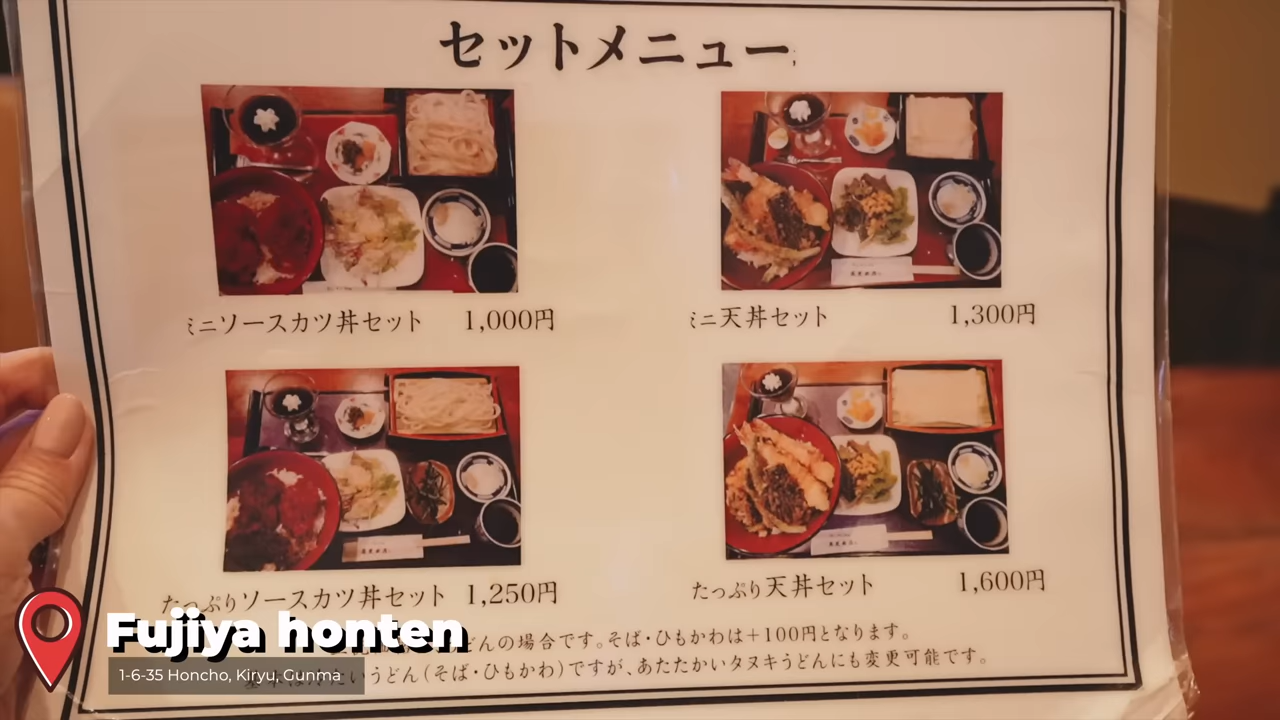 セットメニュー
ミニソースカツ丼セット 1,000円
ミニ天丼セット 1,300円
たっぷりソースカツ丼セット 1,250円
たっぷり天丼セット 1,600円
どんの場合です。そば・ひもかわは+100円となります。
うどん(そば・ひもかわ)ですが、あたたかいタヌキうどんにも変更可能です。
Fujiya honten
1-6-35 Honcho, Kiryu, Gunma